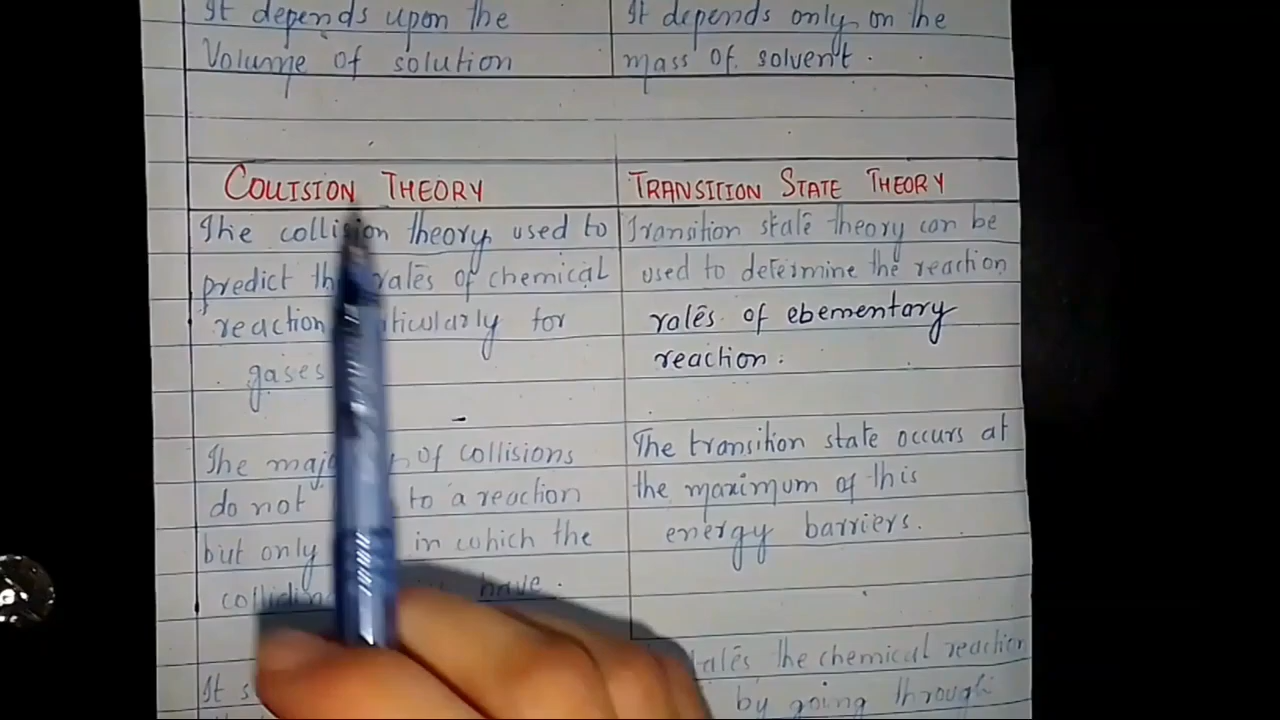 It depends upon the
Volume of solution
It depends only on the
mass of solvent.
COLLISION THEORY
The collision theory used to
predict rates of chemical
reaction for
gases
The of collisions
do not to a reaction
but only in which the
have.
It
TRANSITION STATE THEORY
Transition state theory can be
used to determine the reaction
rates of ebementary
reaction.
The transition state occurs at
the maximum of this
energy barriers.
the chemical reaction
by going through